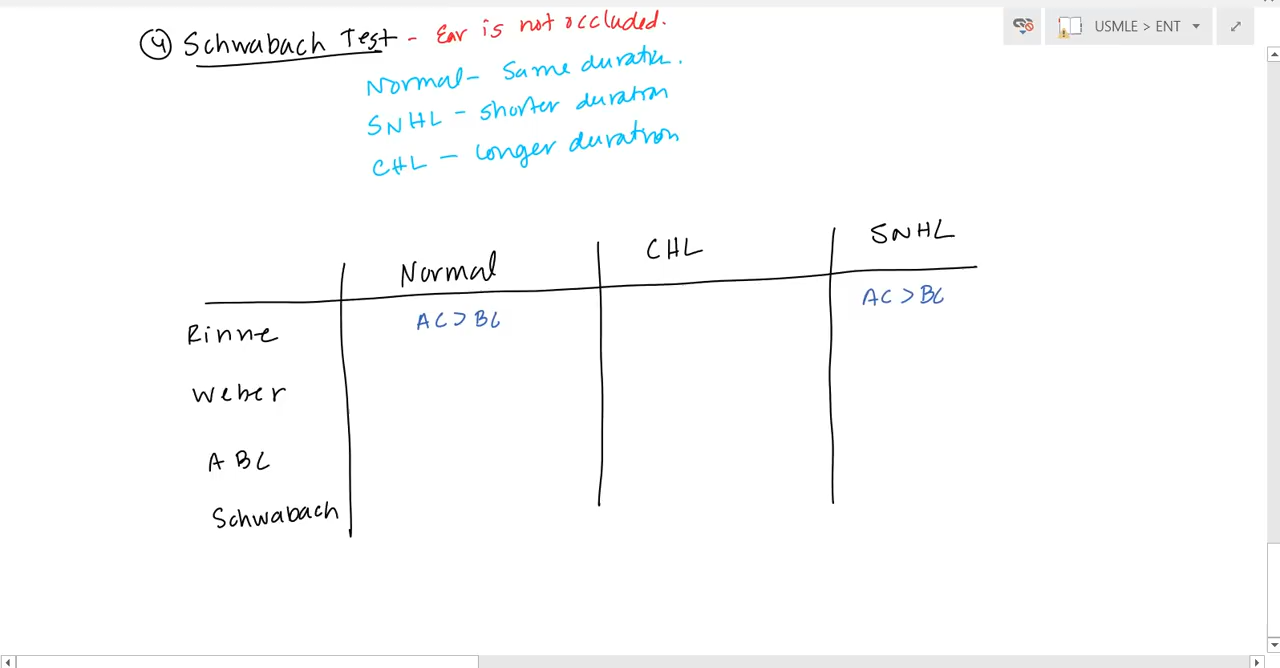 USMLE > ENT
④ Schwabach Test - Ear is not occluded.
Normal - Same duratn.
SNHL - shorter duration
CHL - longer duration
Normal CHL SNHL
Rinne AC > BC AC > BC
Weber
ABC
Schwabach